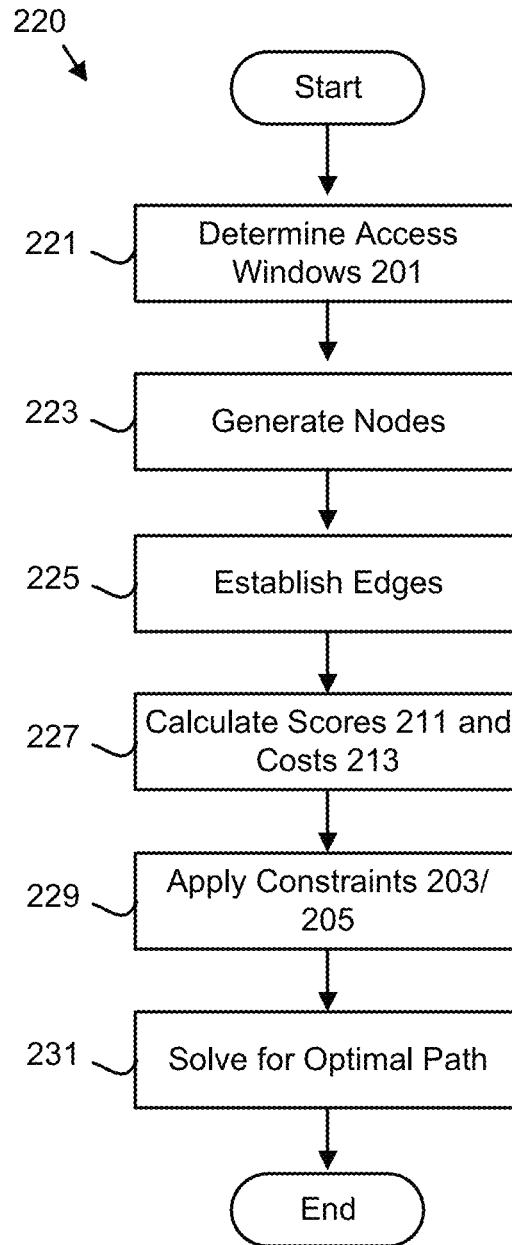 220
Start
221
Determine Access
Windows 201
223
Generate Nodes
225
Establish Edges
227
Calculate Scores 211 and
Costs 213
229
Apply Constraints 203/
205
231
Solve for Optimal Path
End